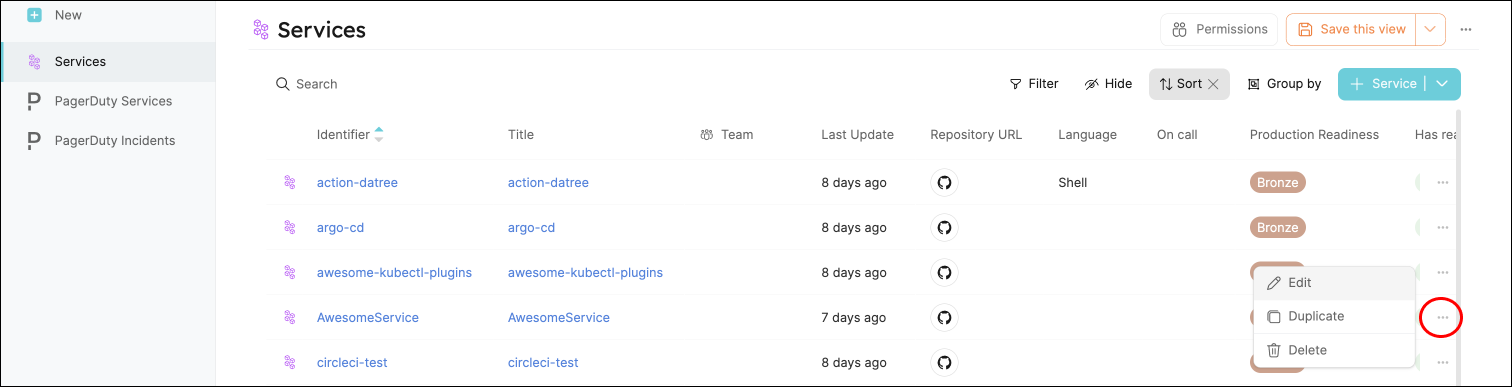 New
Services
PagerDuty Services
PagerDuty Incidents
Services
Permissions
Save this view
Search
Filter
Hide
Sort
Group by
Service
Identifier Title Team Last Update Repository URL Language On call Production Readiness Has rea
action-datree action-datree 8 days ago Shell Bronze
argo-cd argo-cd 8 days ago Bronze
awesome-kubectl-plugins awesome-kubectl-plugins 8 days ago
AwesomeService AwesomeService 7 days ago
circleci-test circleci-test 8 days ago
Edit
Duplicate
Delete